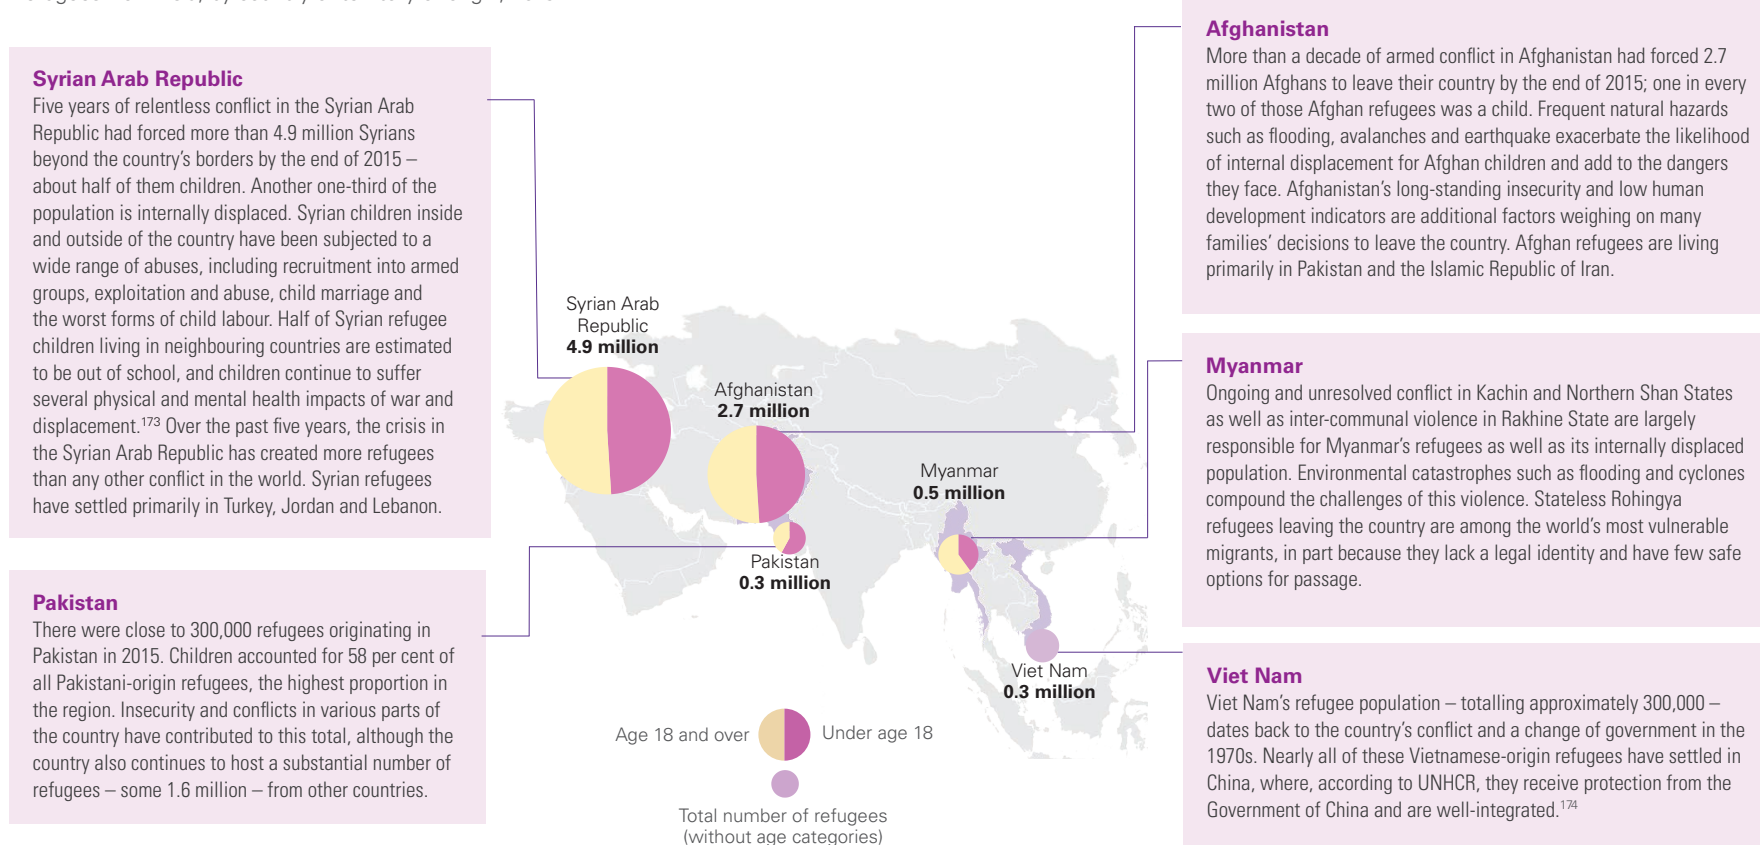 Syrian Arab Republic
Five years of relentless conflict in the Syrian Arab
Republic had forced more than 4.9 million Syrians
beyond the country’s borders by the end of 2015 –
about half of them children. Another one-third of the
population is internally displaced. Syrian children inside
and outside of the country have been subjected to a
wide range of abuses, including recruitment into armed
groups, exploitation and abuse, child marriage and
the worst forms of child labour. Half of Syrian refugee
children living in neighbouring countries are estimated
to be out of school, and children continue to suffer
several physical and mental health impacts of war and
displacement.173 Over the past five years, the crisis in
the Syrian Arab Republic has created more refugees
than any other conflict in the world. Syrian refugees
have settled primarily in Turkey, Jordan and Lebanon.
Pakistan
There were close to 300,000 refugees originating in
Pakistan in 2015. Children accounted for 58 per cent of
all Pakistani-origin refugees, the highest proportion in
the region. Insecurity and conflicts in various parts of
the country have contributed to this total, although the
country also continues to host a substantial number of
refugees – some 1.6 million – from other countries.
Syrian Arab
Republic
4.9 million
Afghanistan
2.7 million
Myanmar
0.5 million
Pakistan
0.3 million
Viet Nam
0.3 million
Age 18 and over
Under age 18
Total number of refugees
(without age categories)
Afghanistan
More than a decade of armed conflict in Afghanistan had forced 2.7
million Afghans to leave their country by the end of 2015; one in every
two of those Afghan refugees was a child. Frequent natural hazards
such as flooding, avalanches and earthquake exacerbate the likelihood
of internal displacement for Afghan children and add to the dangers
they face. Afghanistan’s long-standing insecurity and low human
development indicators are additional factors weighing on many
families’ decisions to leave the country. Afghan refugees are living
primarily in Pakistan and the Islamic Republic of Iran.
Myanmar
Ongoing and unresolved conflict in Kachin and Northern Shan States
as well as inter-communal violence in Rakhine State are largely
responsible for Myanmar’s refugees as well as its internally displaced
population. Environmental catastrophes such as flooding and cyclones
compound the challenges of this violence. Stateless Rohingya
refugees leaving the country are among the world’s most vulnerable
migrants, in part because they lack a legal identity and have few safe
options for passage.
Viet Nam
Viet Nam’s refugee population – totalling approximately 300,000 –
dates back to the country’s conflict and a change of government in the
1970s. Nearly all of these Vietnamese-origin refugees have settled in
China, where, according to UNHCR, they receive protection from the
Government of China and are well-integrated.174